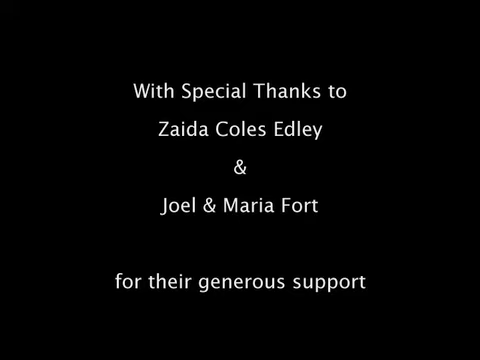 With Special Thanks to
Zaida Coles Edley
&
Joel & Maria Fort
for their generous support